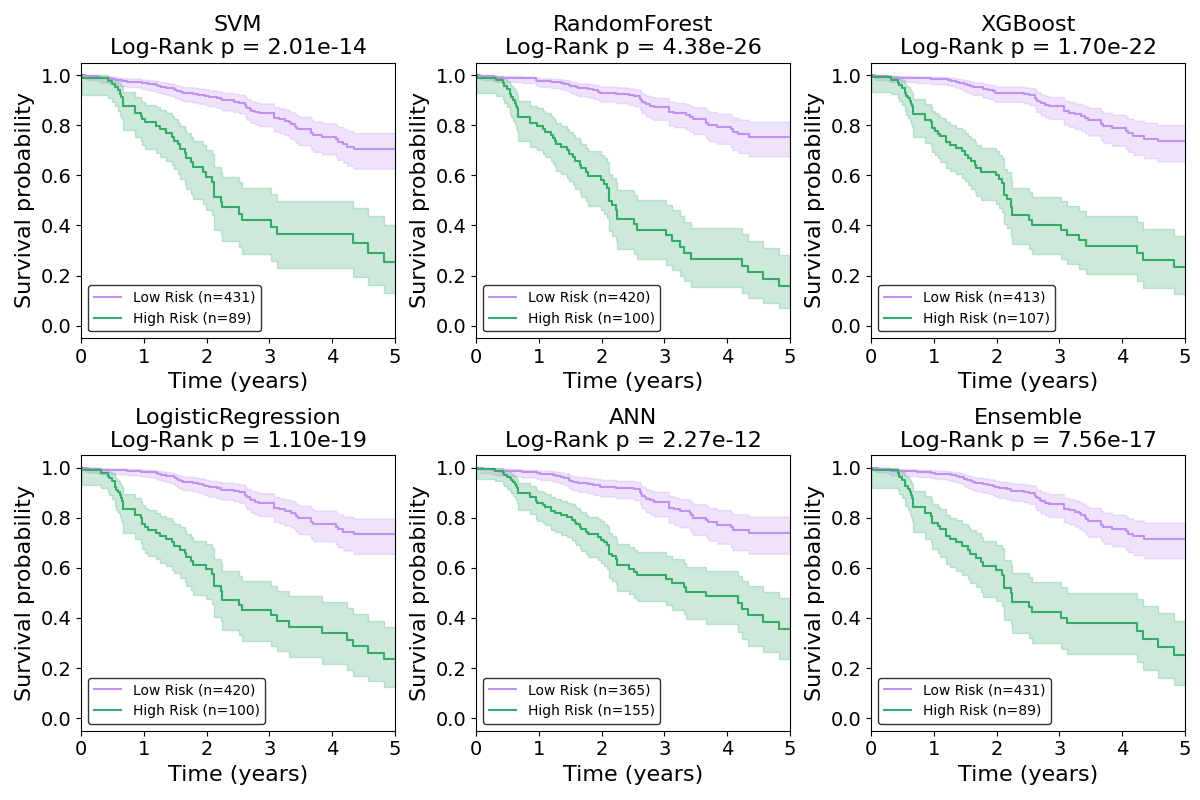 SVM
Log-Rank p = 2.01e-14
Survival probability
1.0
0.8
0.6
0.4
0.2
0.0
Low Risk (n=431)
High Risk (n=89)
0 1 2 3 4 5
Time (years)
RandomForest
Log-Rank p = 4.38e-26
Survival probability
1.0
0.8
0.6
0.4
0.2
0.0
Low Risk (n=420)
High Risk (n=100)
0 1 2 3 4 5
Time (years)
XGBoost
Log-Rank p = 1.70e-22
Survival probability
1.0
0.8
0.6
0.4
0.2
0.0
Low Risk (n=413)
High Risk (n=107)
0 1 2 3 4 5
Time (years)
LogisticRegression
Log-Rank p = 1.10e-19
Survival probability
1.0
0.8
0.6
0.4
0.2
0.0
Low Risk (n=420)
High Risk (n=100)
0 1 2 3 4 5
Time (years)
ANN
Log-Rank p = 2.27e-12
Survival probability
1.0
0.8
0.6
0.4
0.2
0.0
Low Risk (n=365)
High Risk (n=155)
0 1 2 3 4 5
Time (years)
Ensemble
Log-Rank p = 7.56e-17
Survival probability
1.0
0.8
0.6
0.4
0.2
0.0
Low Risk (n=431)
High Risk (n=89)
0 1 2 3 4 5
Time (years)